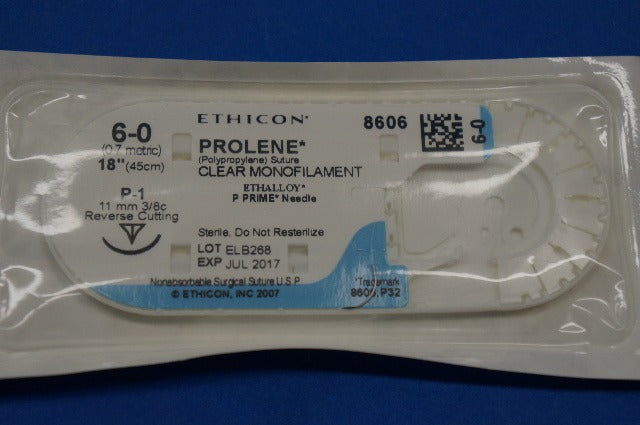 ETHICON*
8606
6-0
6-0
(0.7 metric)
18" (45cm)
PROLENE*
(Polypropylene) Suture
CLEAR MONOFILAMENT
ETHALLOY*
P PRIME* Needle
P-1
11 mm 3/8c
Reverse Cutting
Sterile. Do Not Resterilize
LOT ELB268
EXP JUL 2017
Nonabsorbable Surgical Suture U.S.P.
© ETHICON, INC 2007
*Trademark
8606.P32